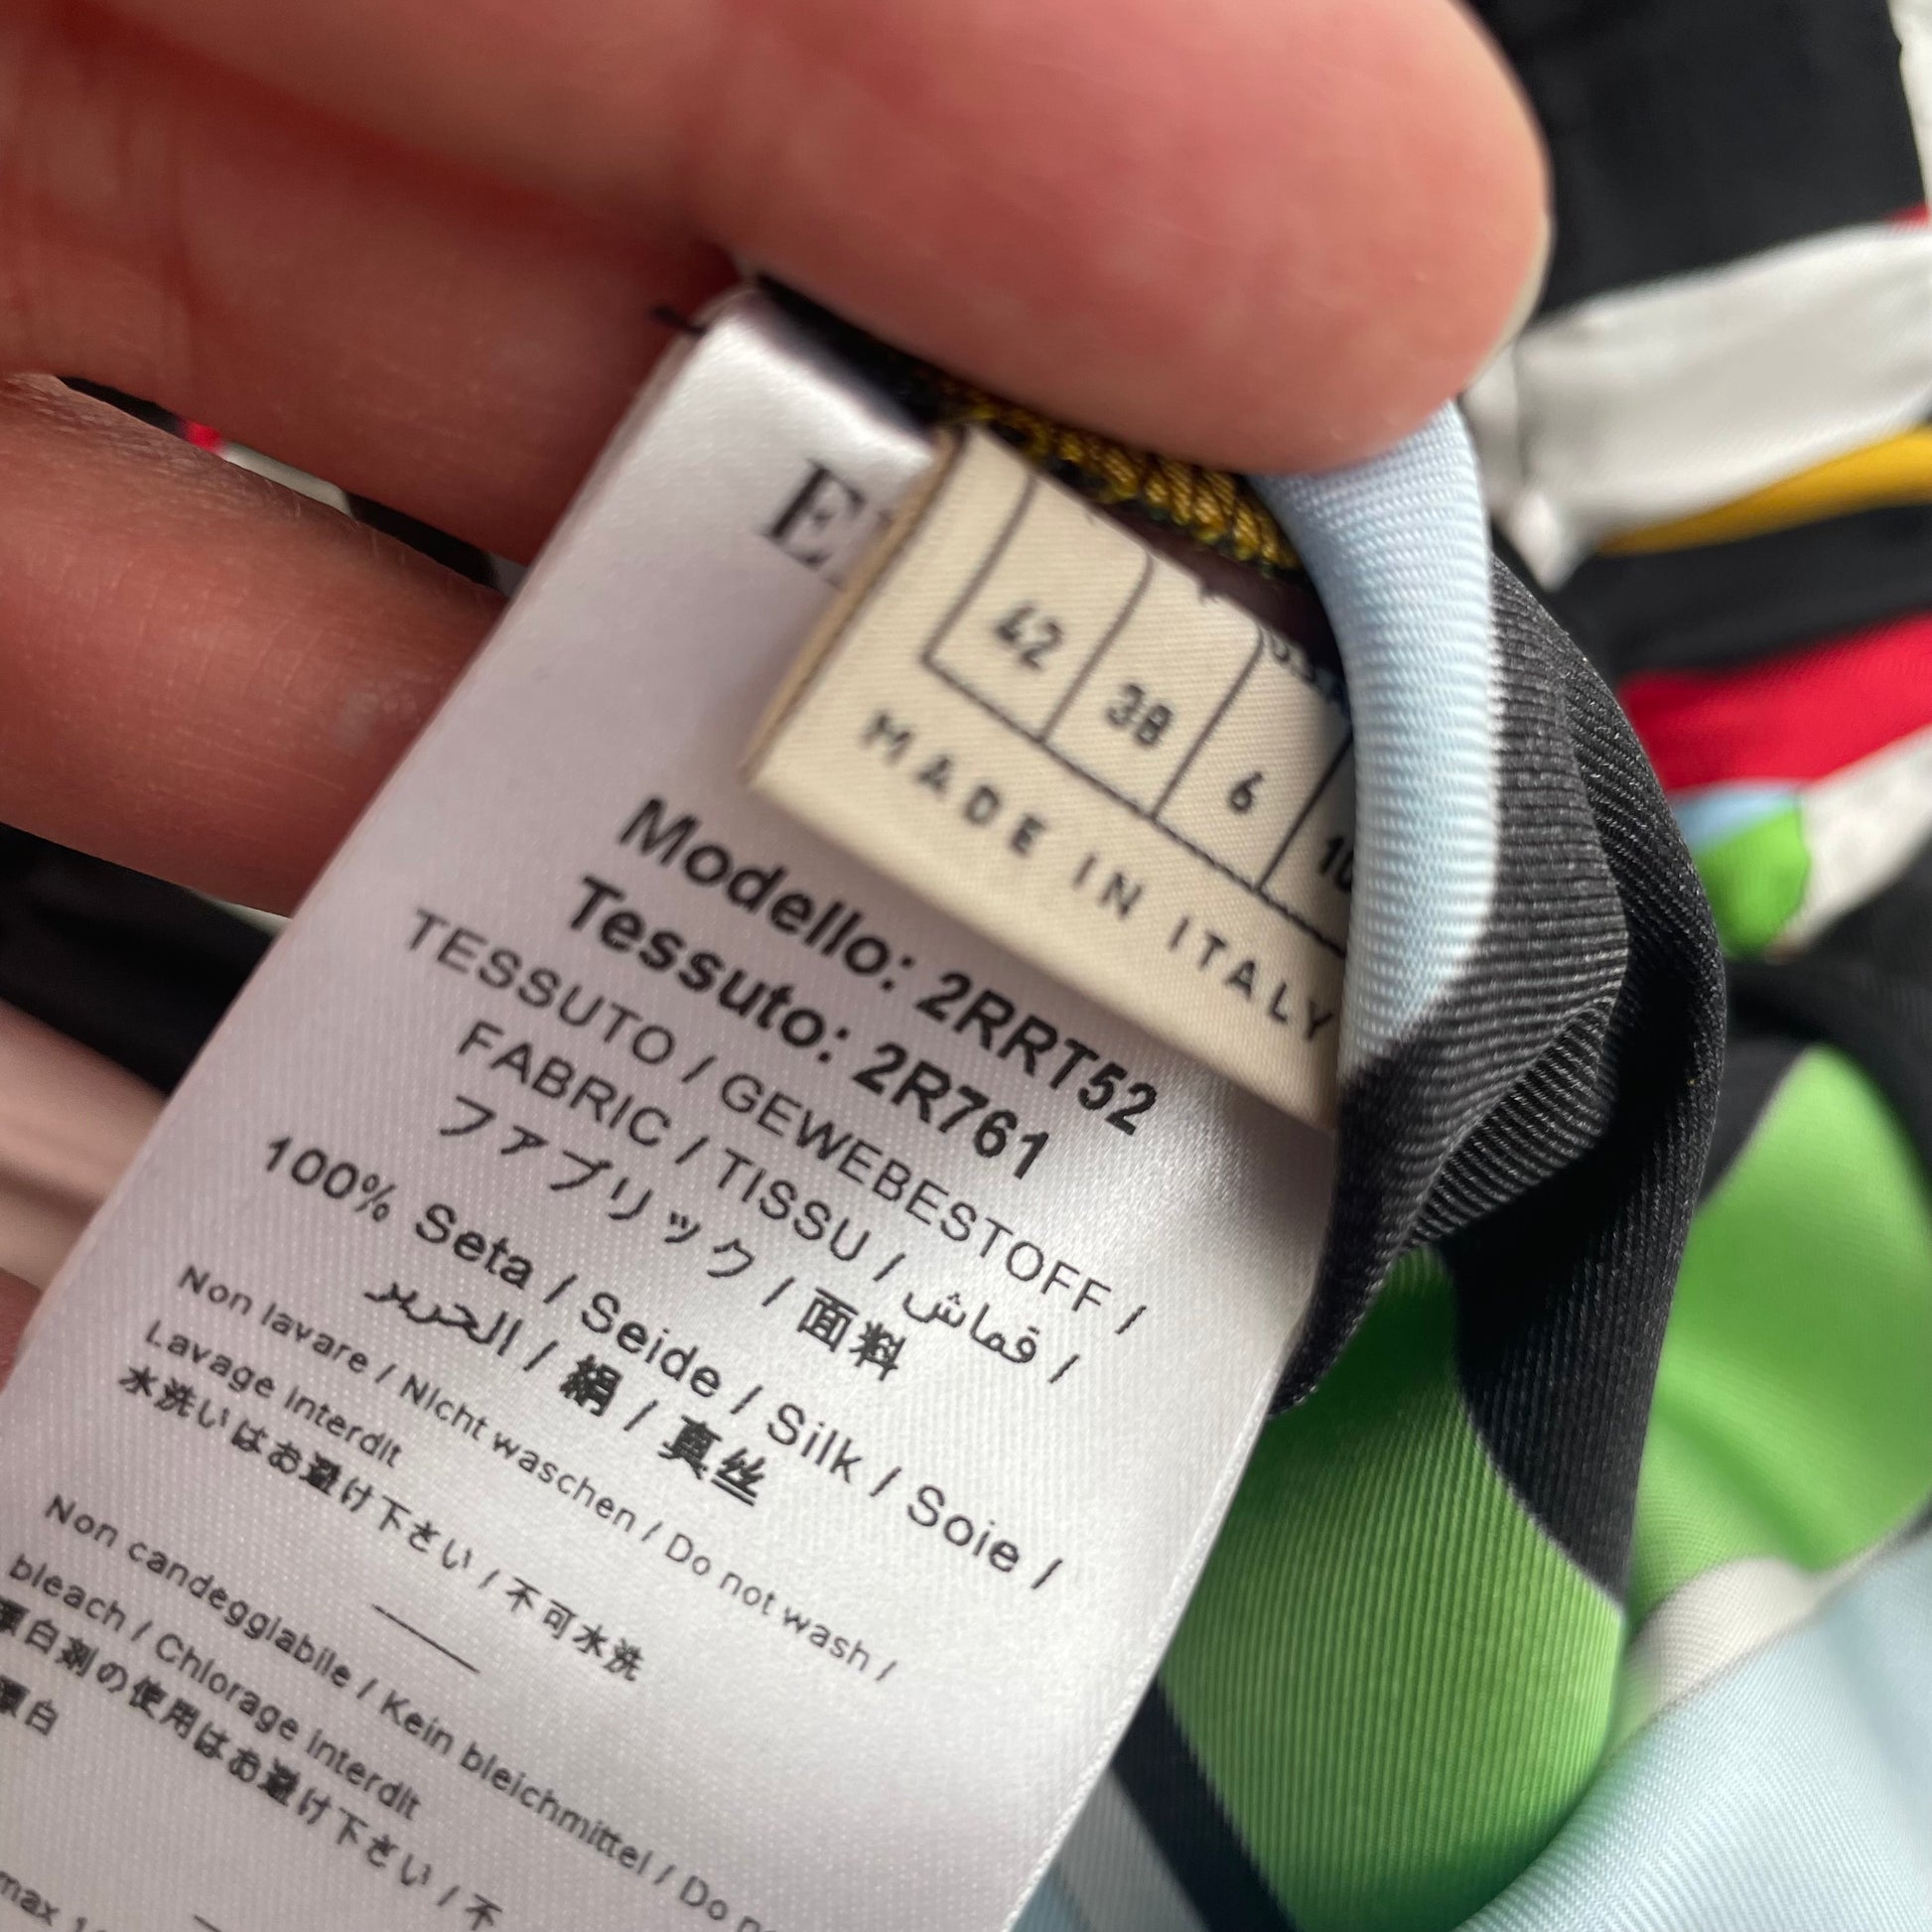 42 38 6 10
MADE IN ITALY
Modello: 2RRT52
Tessuto: 2R761
TESSUTO / GEWEBESTOFF /
FABRIC / TISSU / قماش /
ファブリック / 面料
100% Seta / Seide / Silk / Soie /
الحرير / 絹 / 真丝
Non lavare / Nicht waschen / Do not wash /
Lavage interdit
水洗いはお避け下さい / 不可水洗
Non candeggiabile / Kein bleichmittel / Do
bleach / Chlorage interdit
漂白剤の使用はお避け下さい / 不
漂白
max